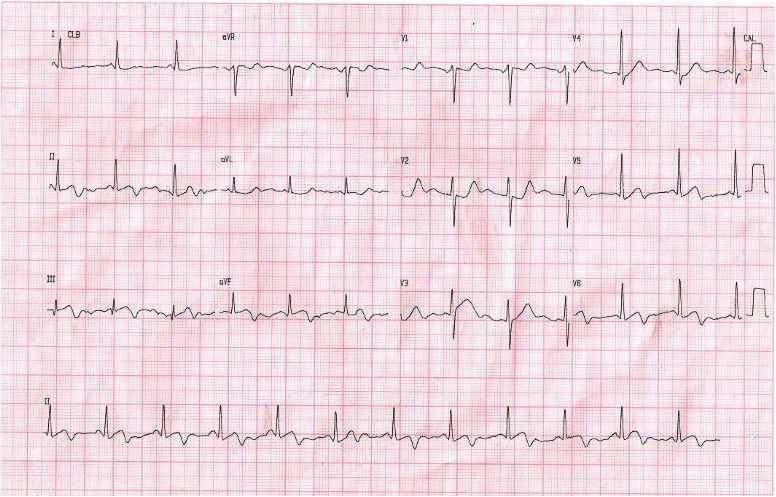 I CLB aVR V1 V4 CAL
II aVL V2 V5
III aVF V3 V6
II